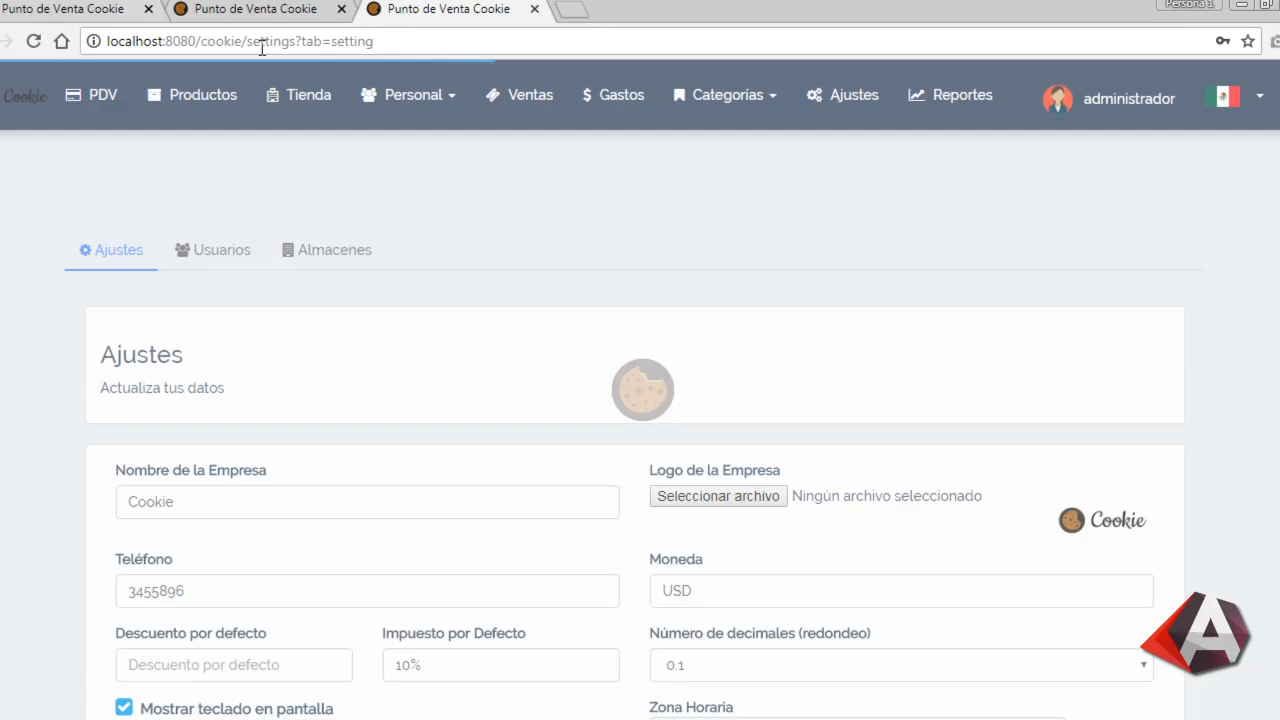 Punto de Venta Cookie
Punto de Venta Cookie
Punto de Venta Cookie
Persona 1
localhost:8080/cookie/settings?tab=setting
Cookie
PDV
Productos
Tienda
Personal
Ventas
Gastos
Categorías
Ajustes
Reportes
administrador
Ajustes
Usuarios
Almacenes
Ajustes
Actualiza tus datos
Nombre de la Empresa
Cookie
Logo de la Empresa
Seleccionar archivo Ningún archivo seleccionado
Cookie
Teléfono
3455896
Moneda
USD
Descuento por defecto
Descuento por defecto
Impuesto por Defecto
10%
Número de decimales (redondeo)
0.1
Mostrar teclado en pantalla
Zona Horaria
A